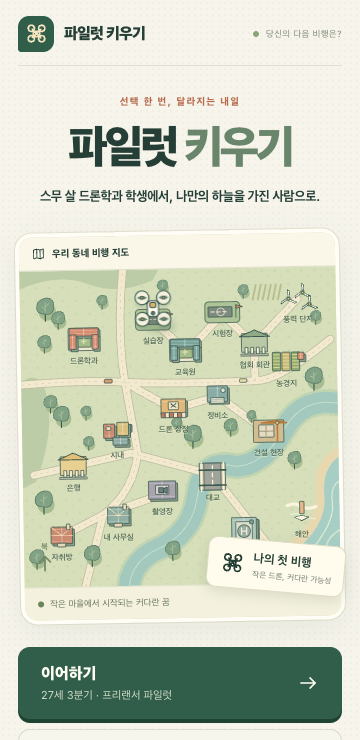 파일럿 키우기
당신의 다음 비행은?
선택 한 번, 달라지는 내일
파일럿 키우기
스무 살 드론학과 학생에서, 나만의 하늘을 가진 사람으로.
우리 동네 비행 지도
풍력 단지
시험장
실습장
드론학과
협회 회관
교육원
농경지
정비소
드론 상점
시내
건설 현장
은행
대교
촬영장
내 사무실
해안
자취방
나의 첫 비행
작은 드론, 커다란 가능성
작은 마을에서 시작되는 커다란 꿈
이어하기
27세 3분기 · 프리랜서 파일럿